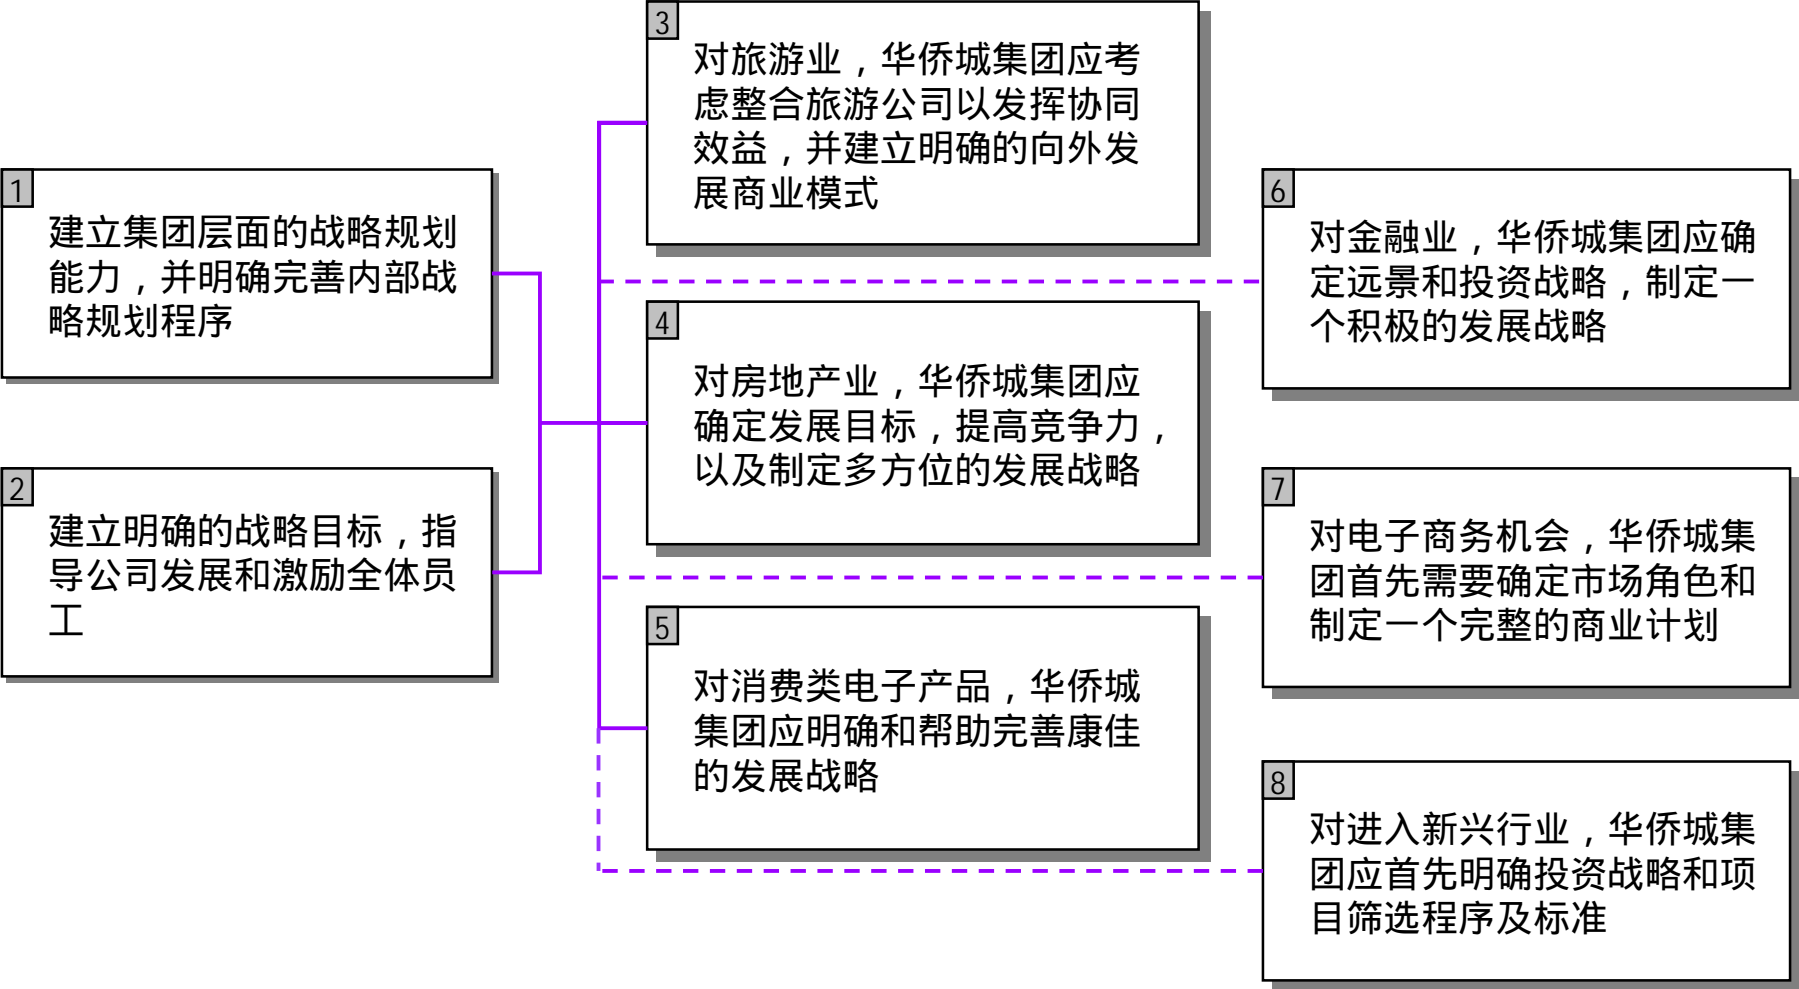 1
建立集团层面的战略规划
能力，并明确完善内部战
略规划程序
2
建立明确的战略目标，指
导公司发展和激励全体员
工
3
对旅游业，华侨城集团应考
虑整合旅游公司以发挥协同
效益，并建立明确的向外发
展商业模式
4
对房地产业，华侨城集团应
确定发展目标，提高竞争力，
以及制定多方位的发展战略
5
对消费类电子产品，华侨城
集团应明确和帮助完善康佳
的发展战略
6
对金融业，华侨城集团应确
定远景和投资战略，制定一
个积极的发展战略
7
对电子商务机会，华侨城集
团首先需要确定市场角色和
制定一个完整的商业计划
8
对进入新兴行业，华侨城集
团应首先明确投资战略和项
目筛选程序及标准